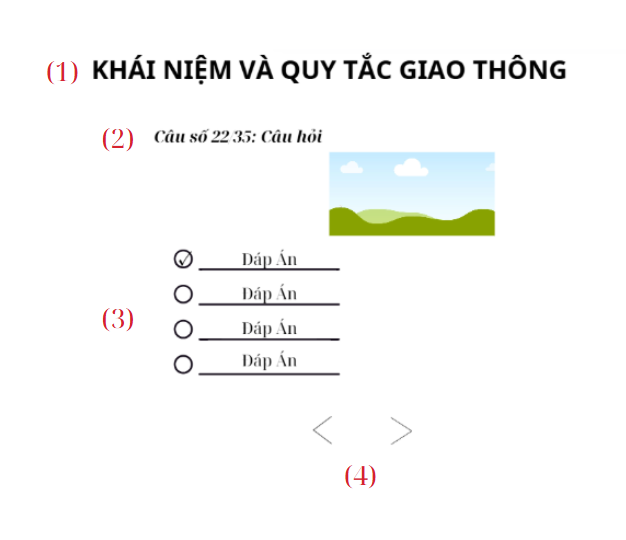 (1) KHÁI NIỆM VÀ QUY TẮC GIAO THÔNG
(2) Câu số 22/35: Câu hỏi
Đáp Án
Đáp Án
(3)
Đáp Án
Đáp Án
(4)